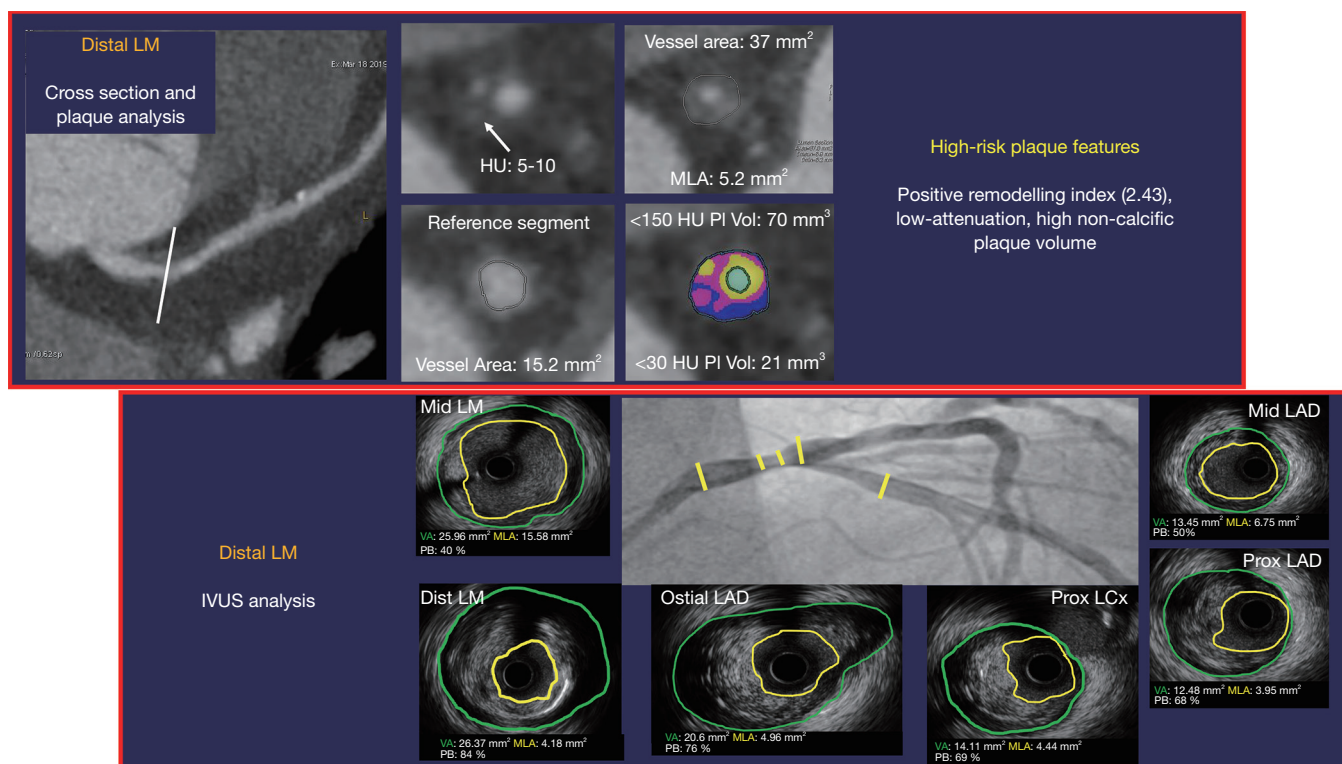 Distal LM
Cross section and
plaque analysis
Ex: Mar 18 2019
L
m /0.62sp
HU: 5-10
Vessel area: 37 mm²
MLA: 5.2 mm²
Reference segment
Vessel Area: 15.2 mm²
<150 HU Pl Vol: 70 mm³
<30 HU Pl Vol: 21 mm³
High-risk plaque features
Positive remodelling index (2.43),
low-attenuation, high non-calcific
plaque volume
Distal LM
IVUS analysis
Mid LM
VA: 25.96 mm² MLA: 15.58 mm²
PB: 40 %
Dist LM
VA: 26.37 mm² MLA: 4.18 mm²
PB: 84 %
Ostial LAD
VA: 20.6 mm² MLA: 4.96 mm²
PB: 76 %
Prox LCx
VA: 14.11 mm² MLA: 4.44 mm²
PB: 69 %
Mid LAD
VA: 13.45 mm² MLA: 6.75 mm²
PB: 50%
Prox LAD
VA: 12.48 mm² MLA: 3.95 mm²
PB: 68 %